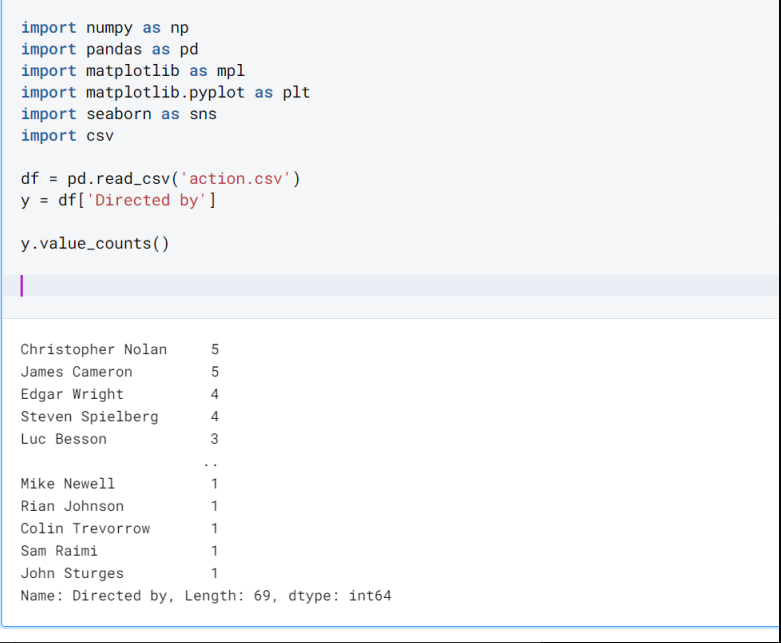 import numpy as np
import pandas as pd
import matplotlib as mpl
import matplotlib.pyplot as plt
import seaborn as sns
import csv
df = pd.read_csv('action.csv')
y = df['Directed by']
y.value_counts()
Christopher Nolan     5
James Cameron         5
Edgar Wright          4
Steven Spielberg      4
Luc Besson            3
                     ..
Mike Newell           1
Rian Johnson          1
Colin Trevorrow       1
Sam Raimi             1
John Sturges          1
Name: Directed by, Length: 69, dtype: int64